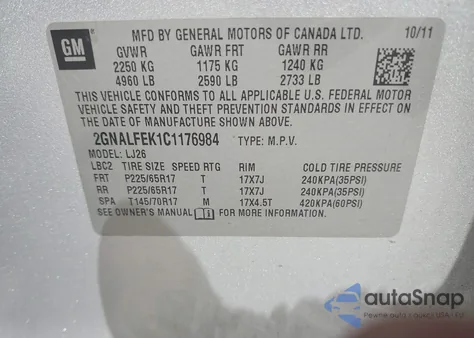 GM
MFD BY GENERAL MOTORS OF CANADA LTD. 10/11
GVWR GAWR FRT GAWR RR
2250 KG 1175 KG 1240 KG
4960 LB 2590 LB 2733 LB
THIS VEHICLE CONFORMS TO ALL APPLICABLE U.S. FEDERAL MOTOR
VEHICLE SAFETY AND THEFT PREVENTION STANDARDS IN EFFECT ON
THE DATE OF MANUFACTURE SHOWN ABOVE.
2GNALFEK1C1176984 TYPE: M.P.V.
MODEL: LJ26
LBC2 TIRE SIZE SPEED RTG RIM COLD TIRE PRESSURE
FRT P225/65R17 T 17X7J 240KPA(35PSI)
RR P225/65R17 T 17X7J 240KPA(35PSI)
SPA T145/70R17 M 17X4.5T 420KPA(60PSI)
SEE OWNER'S MANUAL FOR MORE INFORMATION.
autoSnap
Pewne auta z aukcji USA